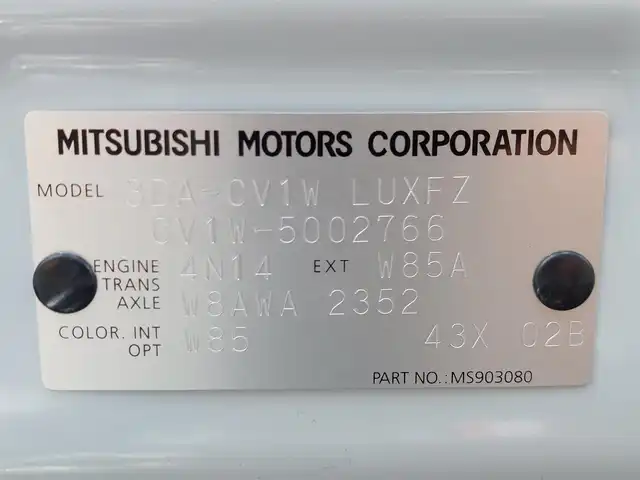 MITSUBISHI MOTORS CORPORATION
MODEL 3DA-CV1W LUXFZ
CV1W-5002766
ENGINE 4N14 EXT W85A
TRANS
AXLE W8AWA 2352
COLOR. INT W85 43X 02B
OPT
PART NO.:MS903080